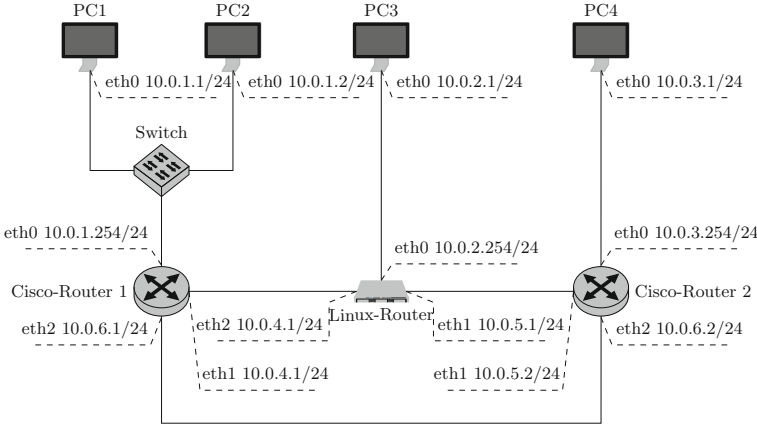 PC1
PC2
PC3
PC4
eth0 10.0.1.1/24
eth0 10.0.1.2/24
eth0 10.0.2.1/24
eth0 10.0.3.1/24
Switch
eth0 10.0.1.254/24
eth0 10.0.2.254/24
eth0 10.0.3.254/24
Cisco-Router 1
Linux-Router
Cisco-Router 2
eth2 10.0.6.1/24
eth2 10.0.4.1/24
eth1 10.0.5.1/24
eth2 10.0.6.2/24
eth1 10.0.4.1/24
eth1 10.0.5.2/24